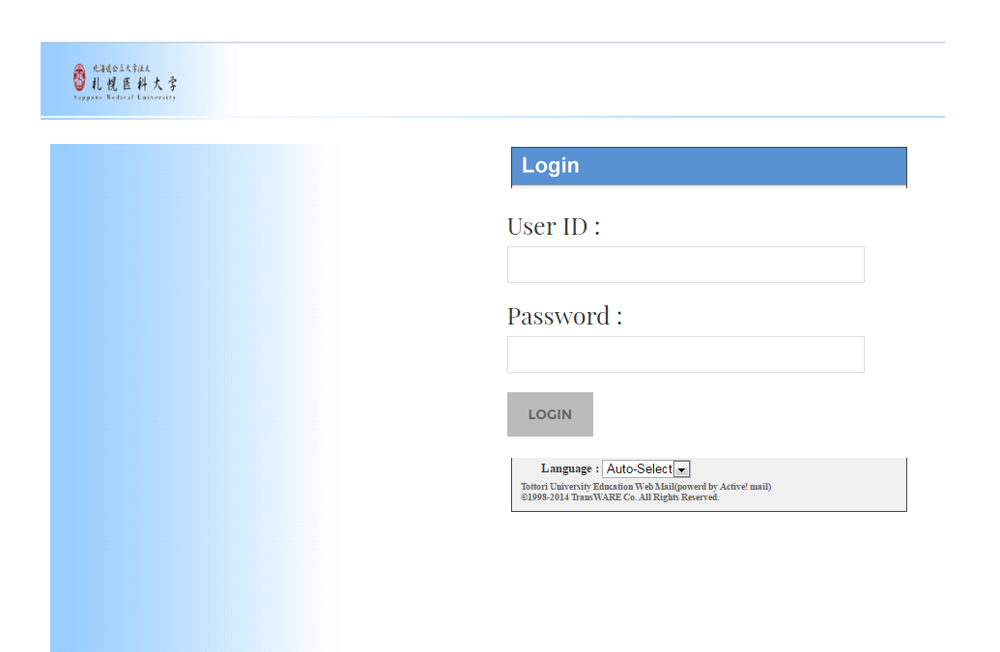 北海道公立大学法人
札幌医科大学
Sapporo Medical University
Login
User ID :
Password :
LOGIN
Language : Auto-Select
Tottori University Education Web Mail(powerd by Active! mail)
©1998-2014 TransWARE Co. All Rights Reserved.